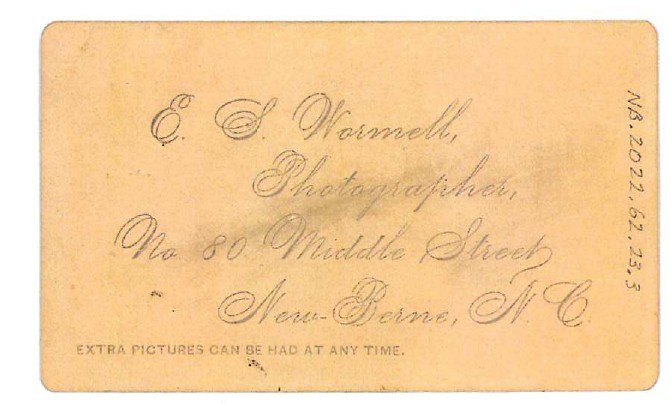 E. S. Wormell,
Photographer,
No 80 Middle Street
New-Berne, N. C.
EXTRA PICTURES CAN BE HAD AT ANY TIME.
NB.2022.62.23.3